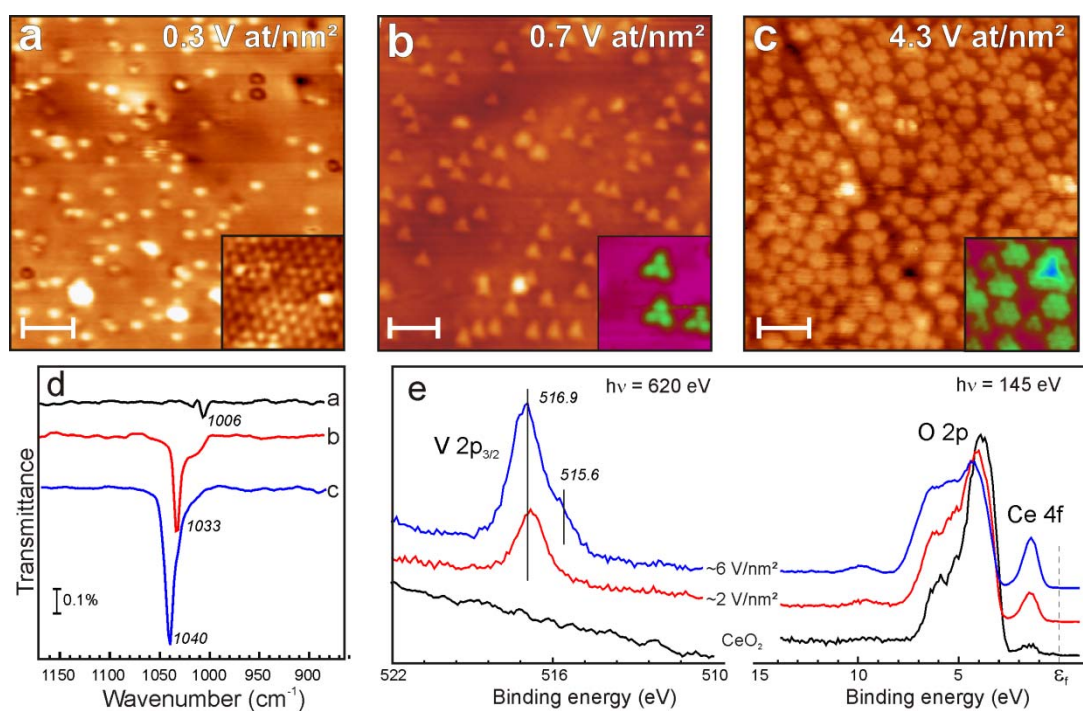 a 0.3 V at/nm²
b 0.7 V at/nm²
c 4.3 V at/nm²
d
a
1006
b
1033
c
1040
0.1%
Transmittance
1150 1100 1050 1000 950 900
Wavenumber (cm⁻¹)
e
hν = 620 eV
516.9
V 2p₃/₂
515.6
~6 V/nm²
~2 V/nm²
CeO₂
522 516 510
Binding energy (eV)
hν = 145 eV
O 2p
Ce 4f
15 10 5 εf
Binding energy (eV)